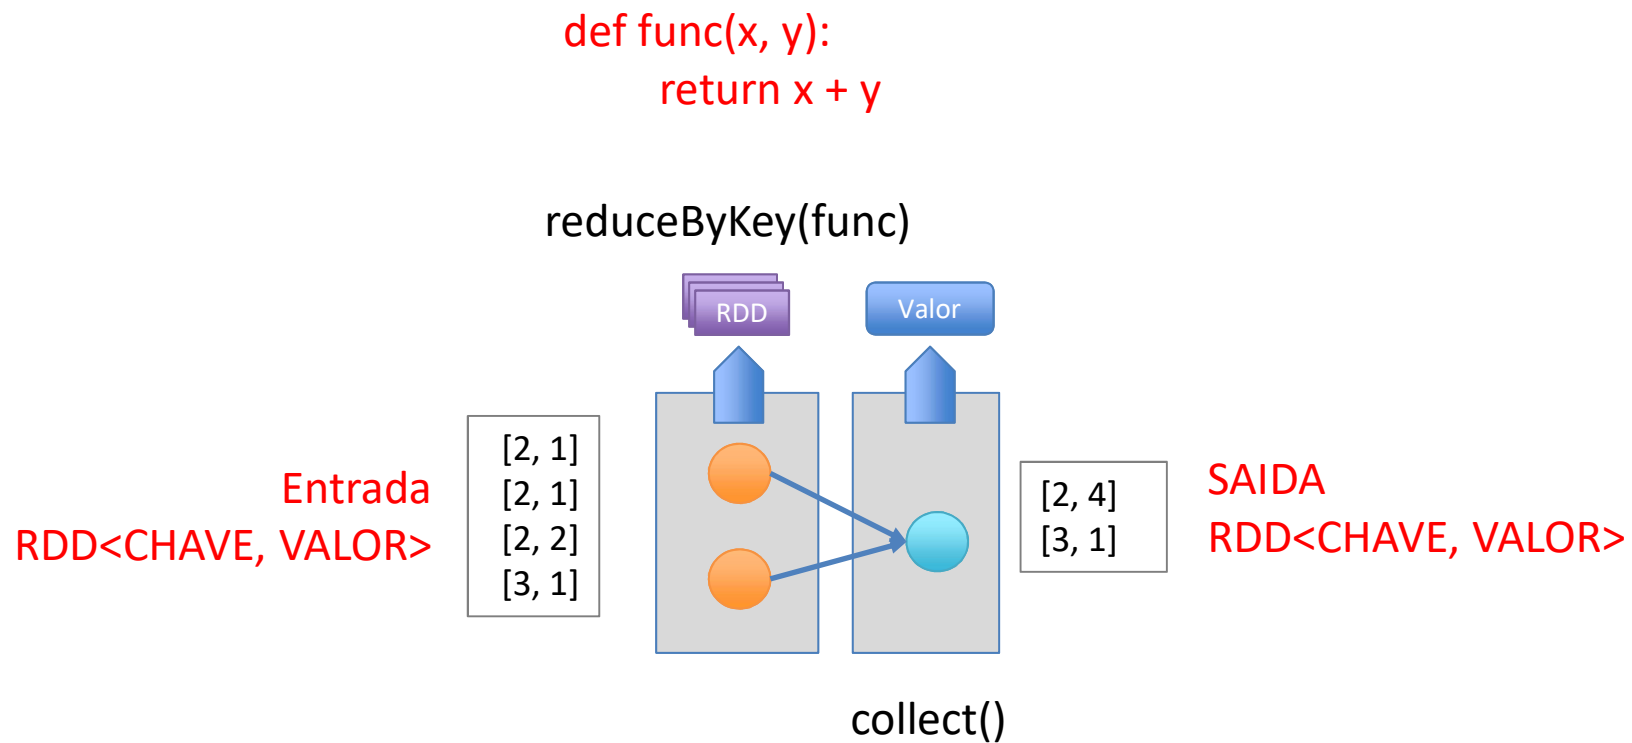 def func(x, y):
return x + y
reduceByKey(func)
RDD
Valor
Entrada
RDD<CHAVE, VALOR>
[2, 1]
[2, 1]
[2, 2]
[3, 1]
[2, 4]
[3, 1]
SAIDA
RDD<CHAVE, VALOR>
collect()